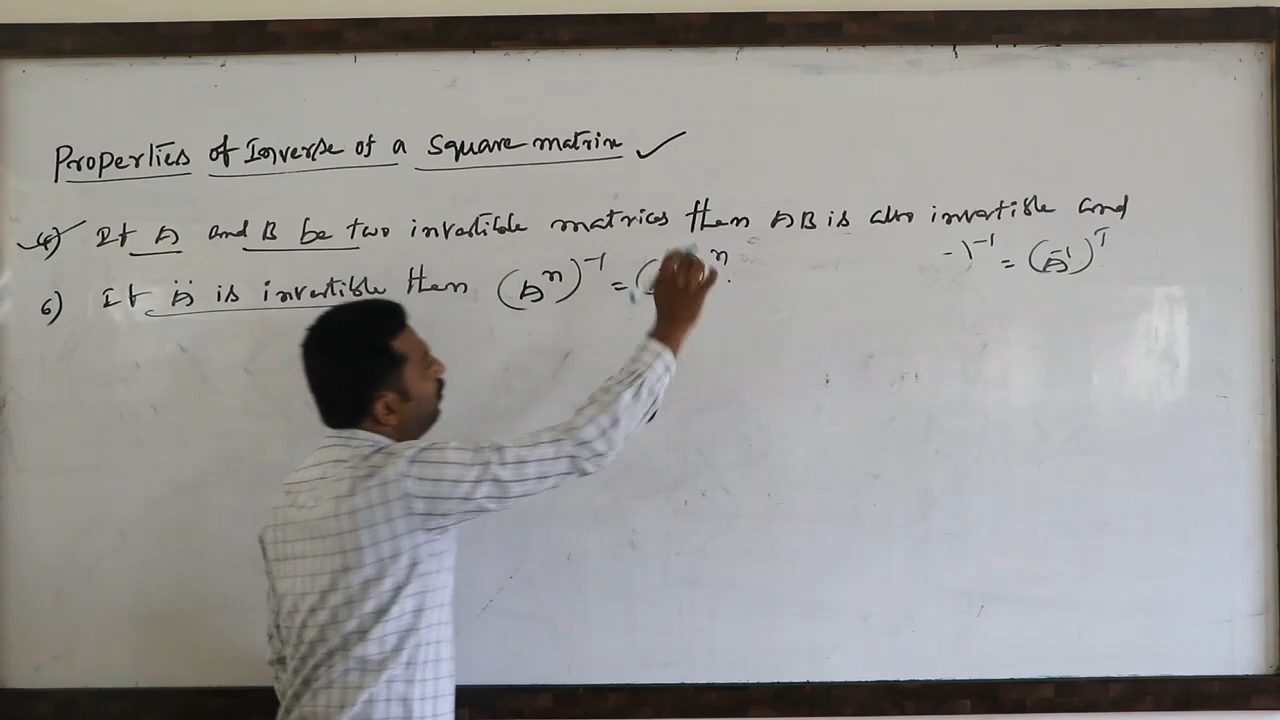 Properties of Inverse of a square matrix ✓
4) If A and B be two invertible matrices then AB is also invertible and
-)⁻¹ = (A⁻¹)ᵀ
6) If A is invertible then (Aⁿ)⁻¹ = ( ⁿ.